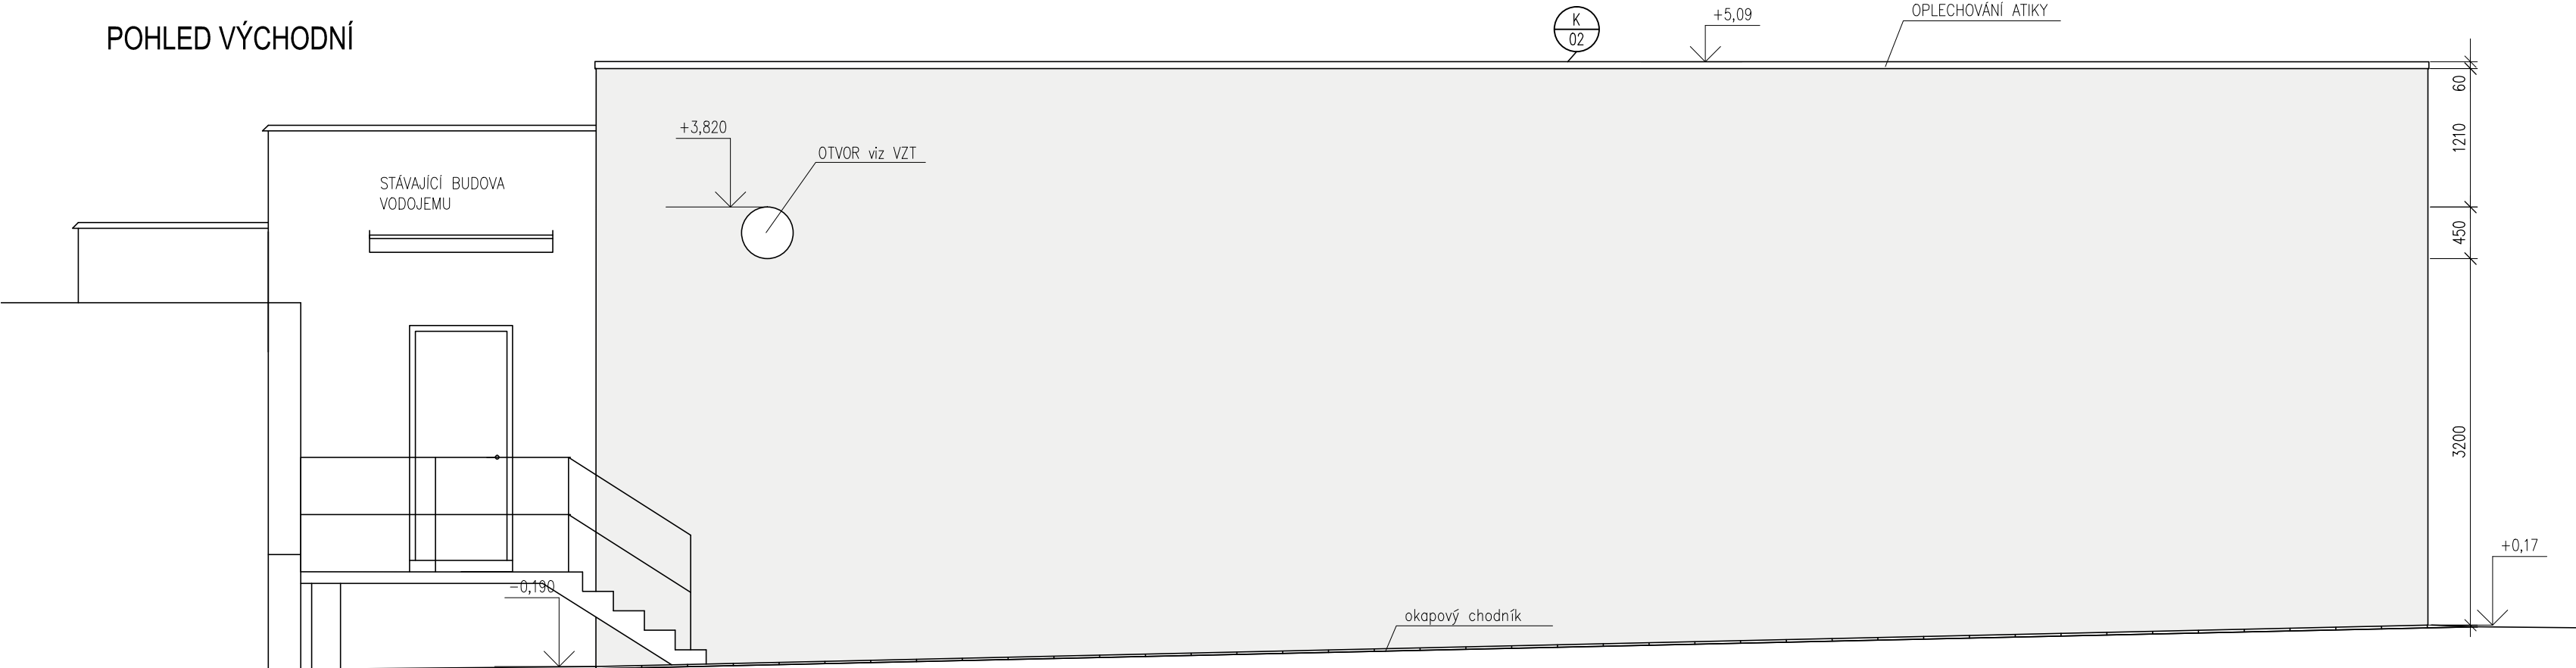 POHLED VÝCHODNÍ
K
02
+5,09
OPLECHOVÁNÍ ATIKY
60
+3,820
1210
OTVOR viz VZT
STÁVAJÍCÍ BUDOVA
VODOJEMU
450
3200
+0,17
-0,190
okapový chodník